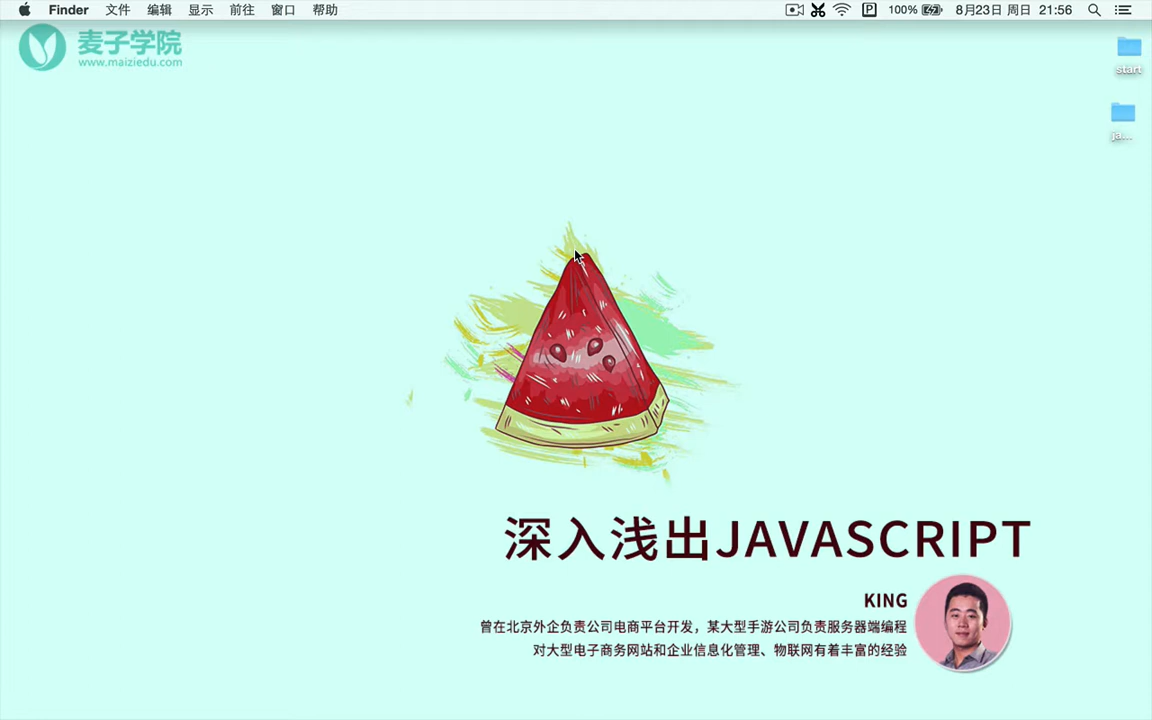 Finder 文件 编辑 显示 前往 窗口 帮助 P 100% 8月23日 周日 21:56
麦子学院
www.maiziedu.com
start
ja...
深入浅出JAVASCRIPT
KING
曾在北京外企负责公司电商平台开发，某大型手游公司负责服务器端编程
对大型电子商务网站和企业信息化管理、物联网有着丰富的经验